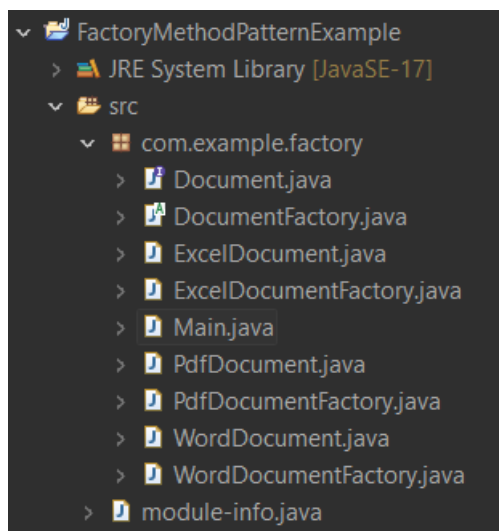 FactoryMethodPatternExample
JRE System Library [JavaSE-17]
src
com.example.factory
Document.java
DocumentFactory.java
ExcelDocument.java
ExcelDocumentFactory.java
Main.java
PdfDocument.java
PdfDocumentFactory.java
WordDocument.java
WordDocumentFactory.java
module-info.java